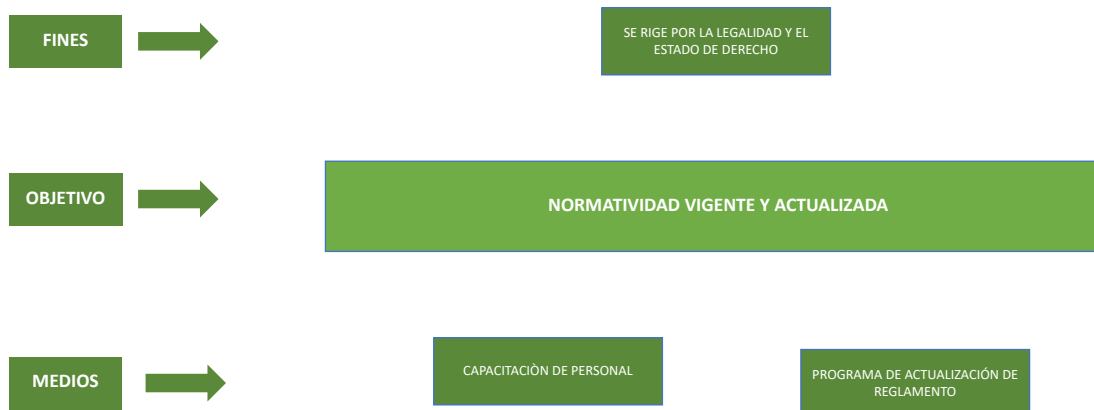 FINES
SE RIGE POR LA LEGALIDAD Y EL
ESTADO DE DERECHO
OBJETIVO
NORMATIVIDAD VIGENTE Y ACTUALIZADA
MEDIOS
CAPACITACIÒN DE PERSONAL
PROGRAMA DE ACTUALIZACIÓN DE
REGLAMENTO